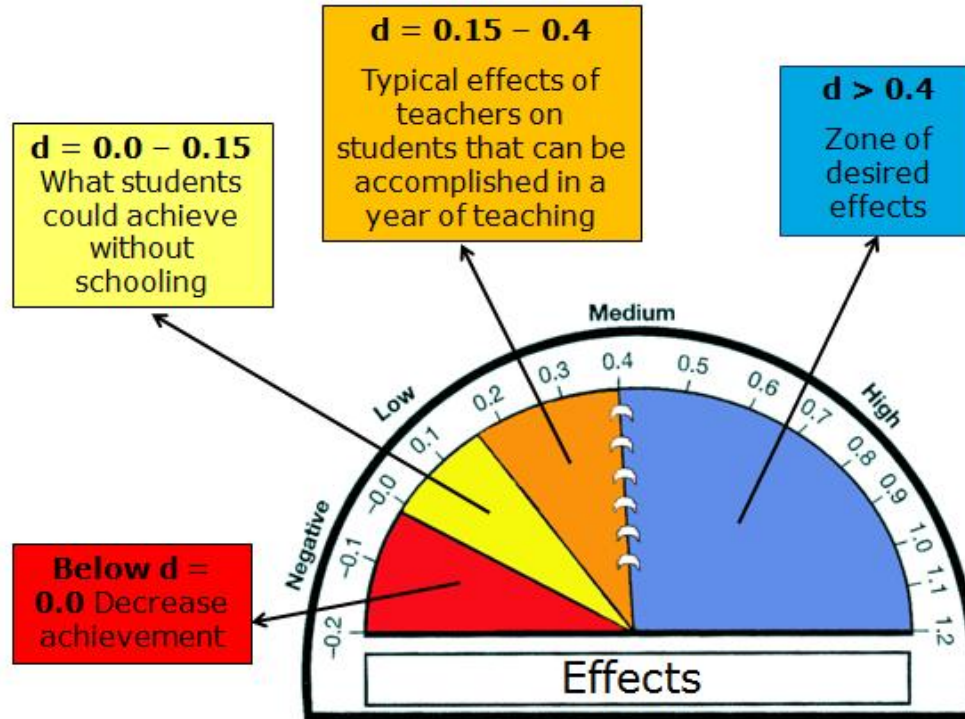 d = 0.15 – 0.4
Typical effects of
teachers on
students that can be
accomplished in a
year of teaching
d > 0.4
Zone of
desired
effects
d = 0.0 – 0.15
What students
could achieve
without
schooling
Below d =
0.0 Decrease
achievement
Negative
Low
Medium
High
–0.2
–0.1
–0.0
0.1
0.2
0.3
0.4
0.5
0.6
0.7
0.8
0.9
1.0
1.1
1.2
Effects